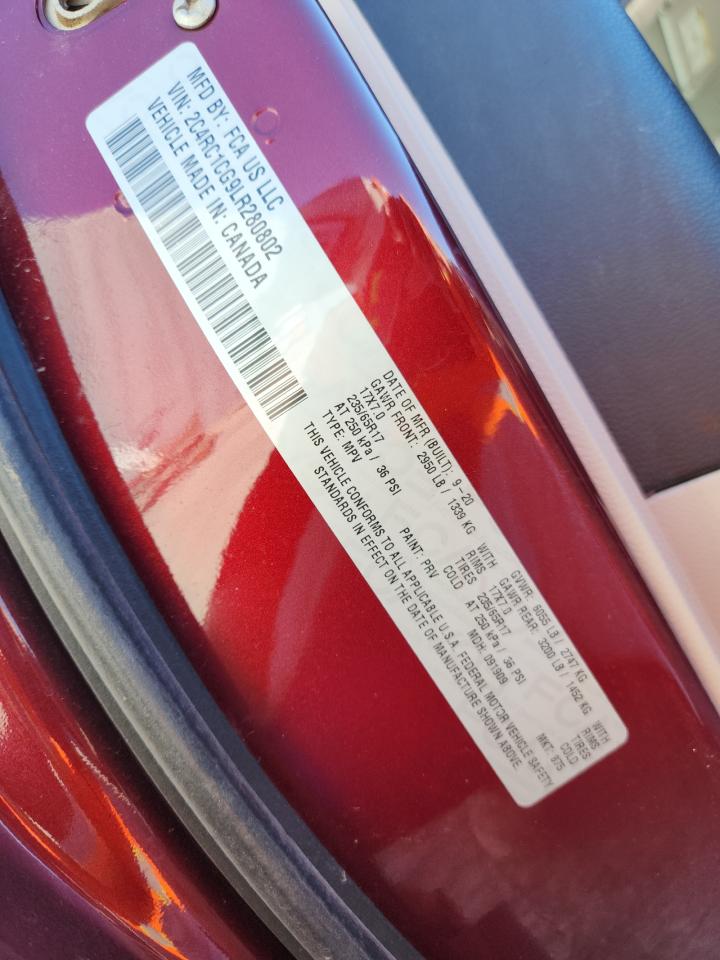 MFD BY: FCA US LLC
VIN: 2C4RC1CG9LR280802
VEHICLE MADE IN: CANADA
DATE OF MFR (BUILT): 9-20 GVWR: 6055 LB / 2747 KG
GAWR FRONT: 2950 LB / 1339 KG WITH GAWR REAR: 3200 LB / 1452 KG WITH
17X7.0 RIMS 17X7.0 RIMS
235/65R17 TIRES 235/65R17 TIRES
AT 250 kPa / 36 PSI COLD AT 250 kPa / 36 PSI COLD
TYPE: MPV PAINT: PRV MDH: 091909 MKT: 875
THIS VEHICLE CONFORMS TO ALL APPLICABLE U.S.A. FEDERAL MOTOR VEHICLE SAFETY
STANDARDS IN EFFECT ON THE DATE OF MANUFACTURE SHOWN ABOVE.